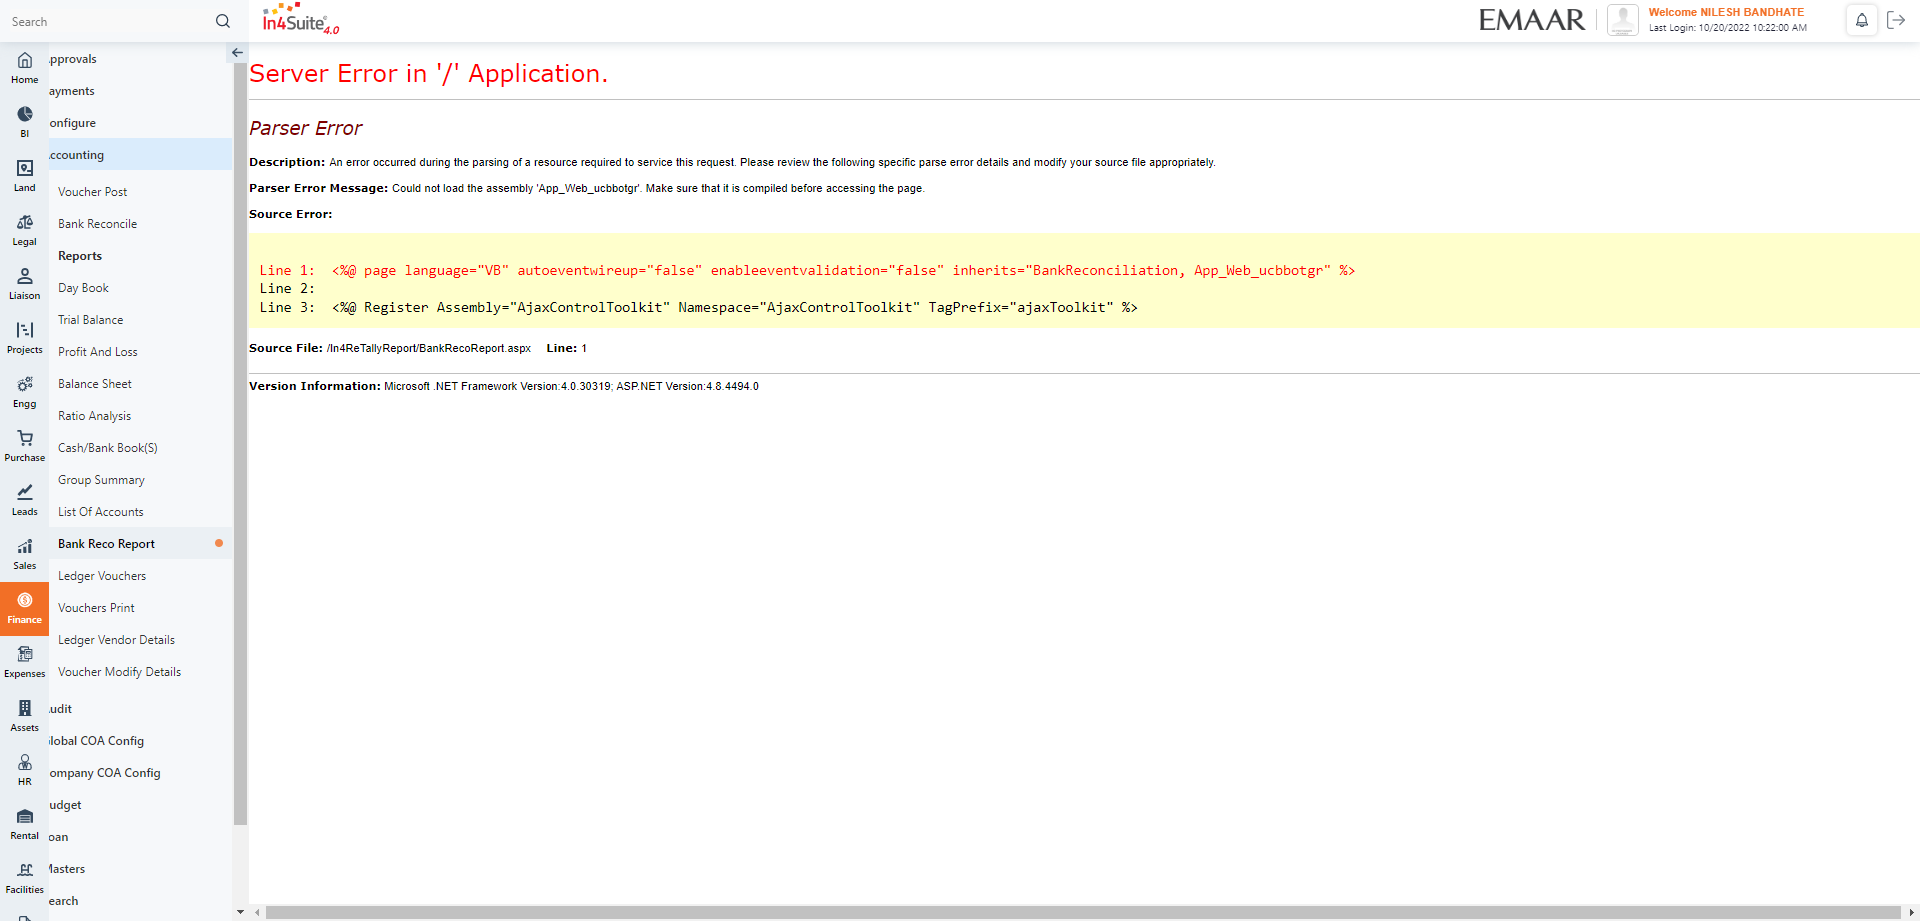 Search
In4Suite 4.0
EMAAR
Welcome NILESH BANDHATE
Last Login: 10/20/2022 10:22:00 AM
Home
BI
Land
Legal
Liaison
Projects
Engg
Purchase
Leads
Sales
Finance
Expenses
Assets
HR
Rental
Facilities
pprovals
ayments
onfigure
ccounting
Voucher Post
Bank Reconcile
Reports
Day Book
Trial Balance
Profit And Loss
Balance Sheet
Ratio Analysis
Cash/Bank Book(S)
Group Summary
List Of Accounts
Bank Reco Report
Ledger Vouchers
Vouchers Print
Ledger Vendor Details
Voucher Modify Details
udit
lobal COA Config
ompany COA Config
udget
oan
Masters
earch
Server Error in '/' Application.
Parser Error
Description: An error occurred during the parsing of a resource required to service this request. Please review the following specific parse error details and modify your source file appropriately.
Parser Error Message: Could not load the assembly 'App_Web_ucbbotgr'. Make sure that it is compiled before accessing the page.
Source Error:
Line 1:  <%@ page language="VB" autoeventwireup="false" enableeventvalidation="false" inherits="BankReconciliation, App_Web_ucbbotgr" %>
Line 2:
Line 3:  <%@ Register Assembly="AjaxControlToolkit" Namespace="AjaxControlToolkit" TagPrefix="ajaxToolkit" %>
Source File: /In4ReTallyReport/BankRecoReport.aspx    Line: 1
Version Information: Microsoft .NET Framework Version:4.0.30319; ASP.NET Version:4.8.4494.0